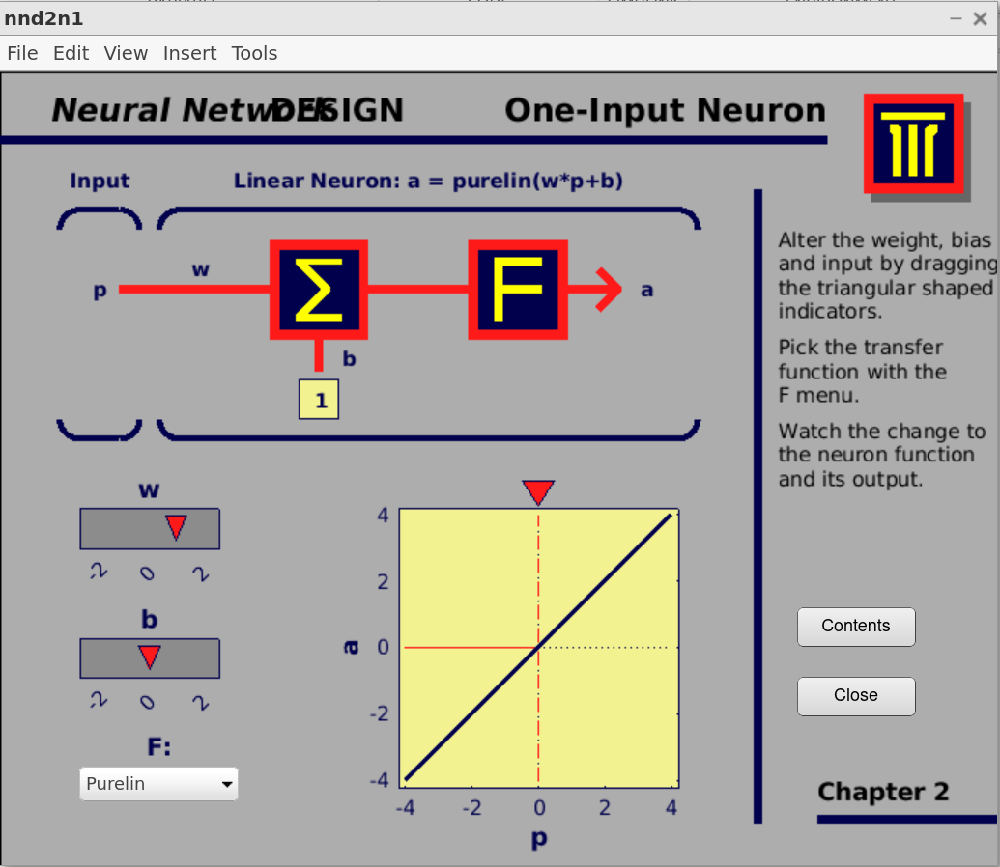 nnd2n1
File Edit View Insert Tools
Neural Network DESIGN One-Input Neuron
Input Linear Neuron: a = purelin(w*p+b)
w
p Σ F a
b
1
Alter the weight, bias
and input by dragging
the triangular shaped
indicators.
Pick the transfer
function with the
F menu.
Watch the change to
the neuron function
and its output.
w
-2 0 2
b
-2 0 2
F:
Purelin
4
2
a 0
-2
-4
-4 -2 0 2 4
p
Contents
Close
Chapter 2